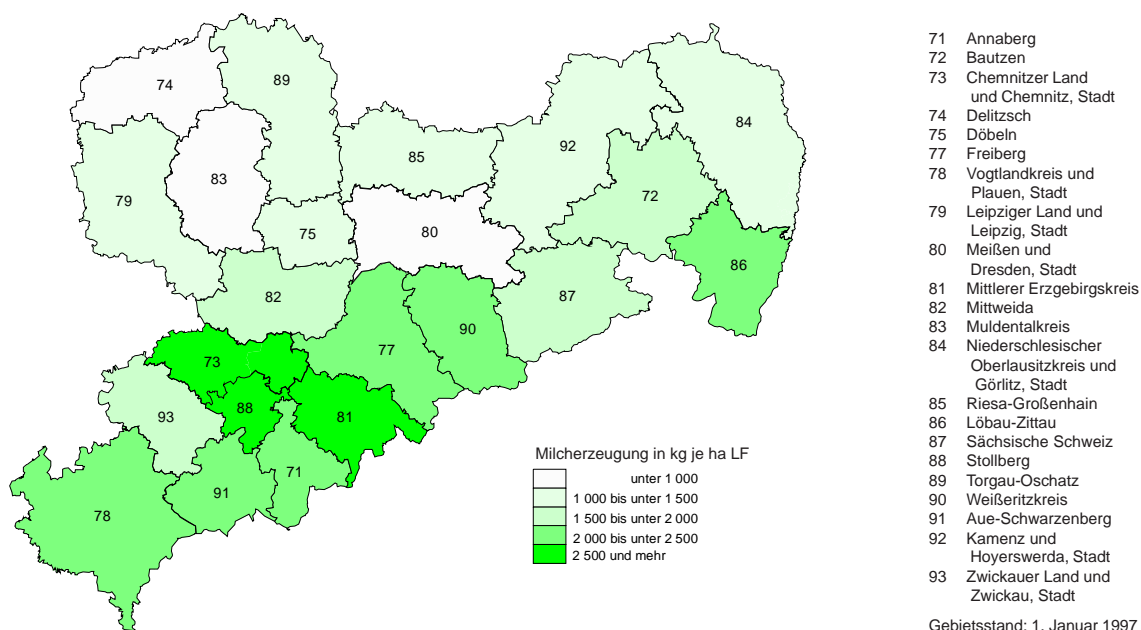 74
89
84
92
85
83
79
72
75
80
86
82
87
90
77
73
88
81
93
71
91
78
Milcherzeugung in kg je ha LF
unter 1 000
1 000 bis unter 1 500
1 500 bis unter 2 000
2 000 bis unter 2 500
2 500 und mehr
71 Annaberg
72 Bautzen
73 Chemnitzer Land
und Chemnitz, Stadt
74 Delitzsch
75 Döbeln
77 Freiberg
78 Vogtlandkreis und
Plauen, Stadt
79 Leipziger Land und
Leipzig, Stadt
80 Meißen und
Dresden, Stadt
81 Mittlerer Erzgebirgskreis
82 Mittweida
83 Muldentalkreis
84 Niederschlesischer
Oberlausitzkreis und
Görlitz, Stadt
85 Riesa-Großenhain
86 Löbau-Zittau
87 Sächsische Schweiz
88 Stollberg
89 Torgau-Oschatz
90 Weißeritzkreis
91 Aue-Schwarzenberg
92 Kamenz und
Hoyerswerda, Stadt
93 Zwickauer Land und
Zwickau, Stadt
Gebietsstand: 1. Januar 1997